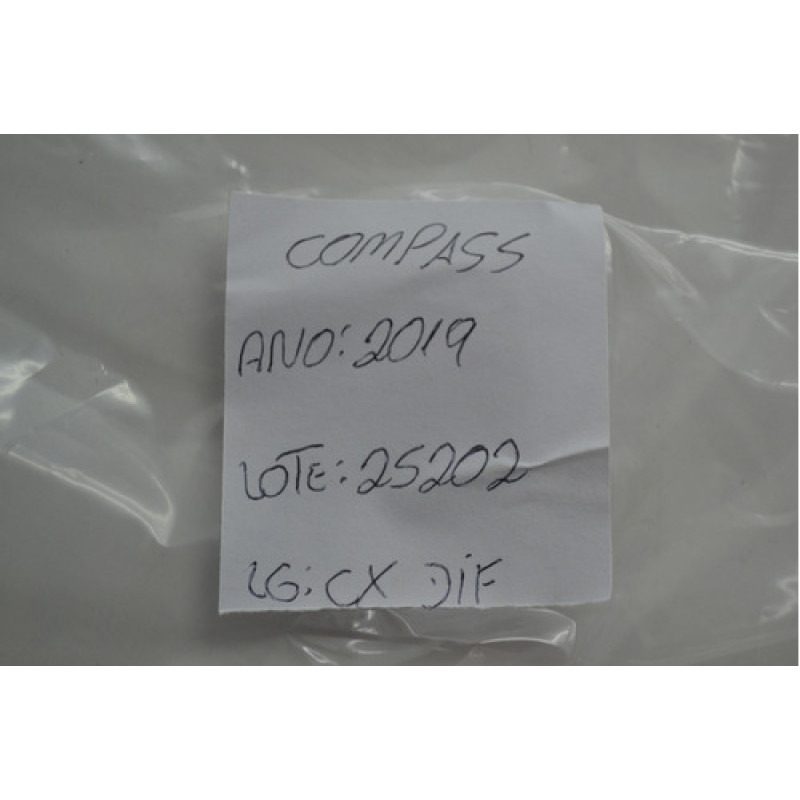 COMPASS
ANO: 2019
LOTE: 25202
LG: CX DIF